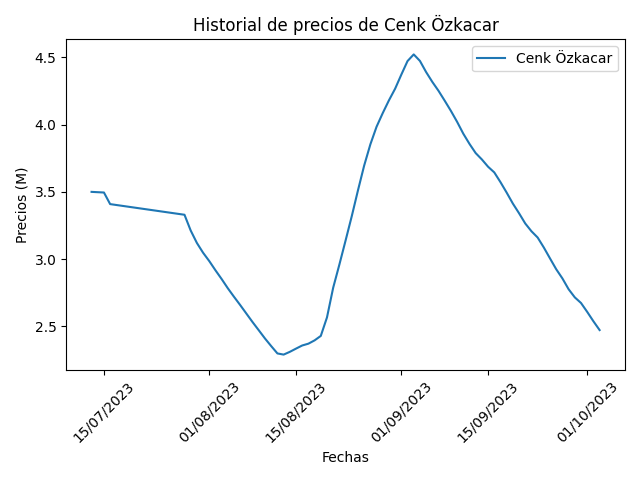 Historial de precios de Cenk Özkacar
Cenk Özkacar
Precios (M)
4.5
4.0
3.5
3.0
2.5
15/07/2023
01/08/2023
15/08/2023
01/09/2023
15/09/2023
01/10/2023
Fechas